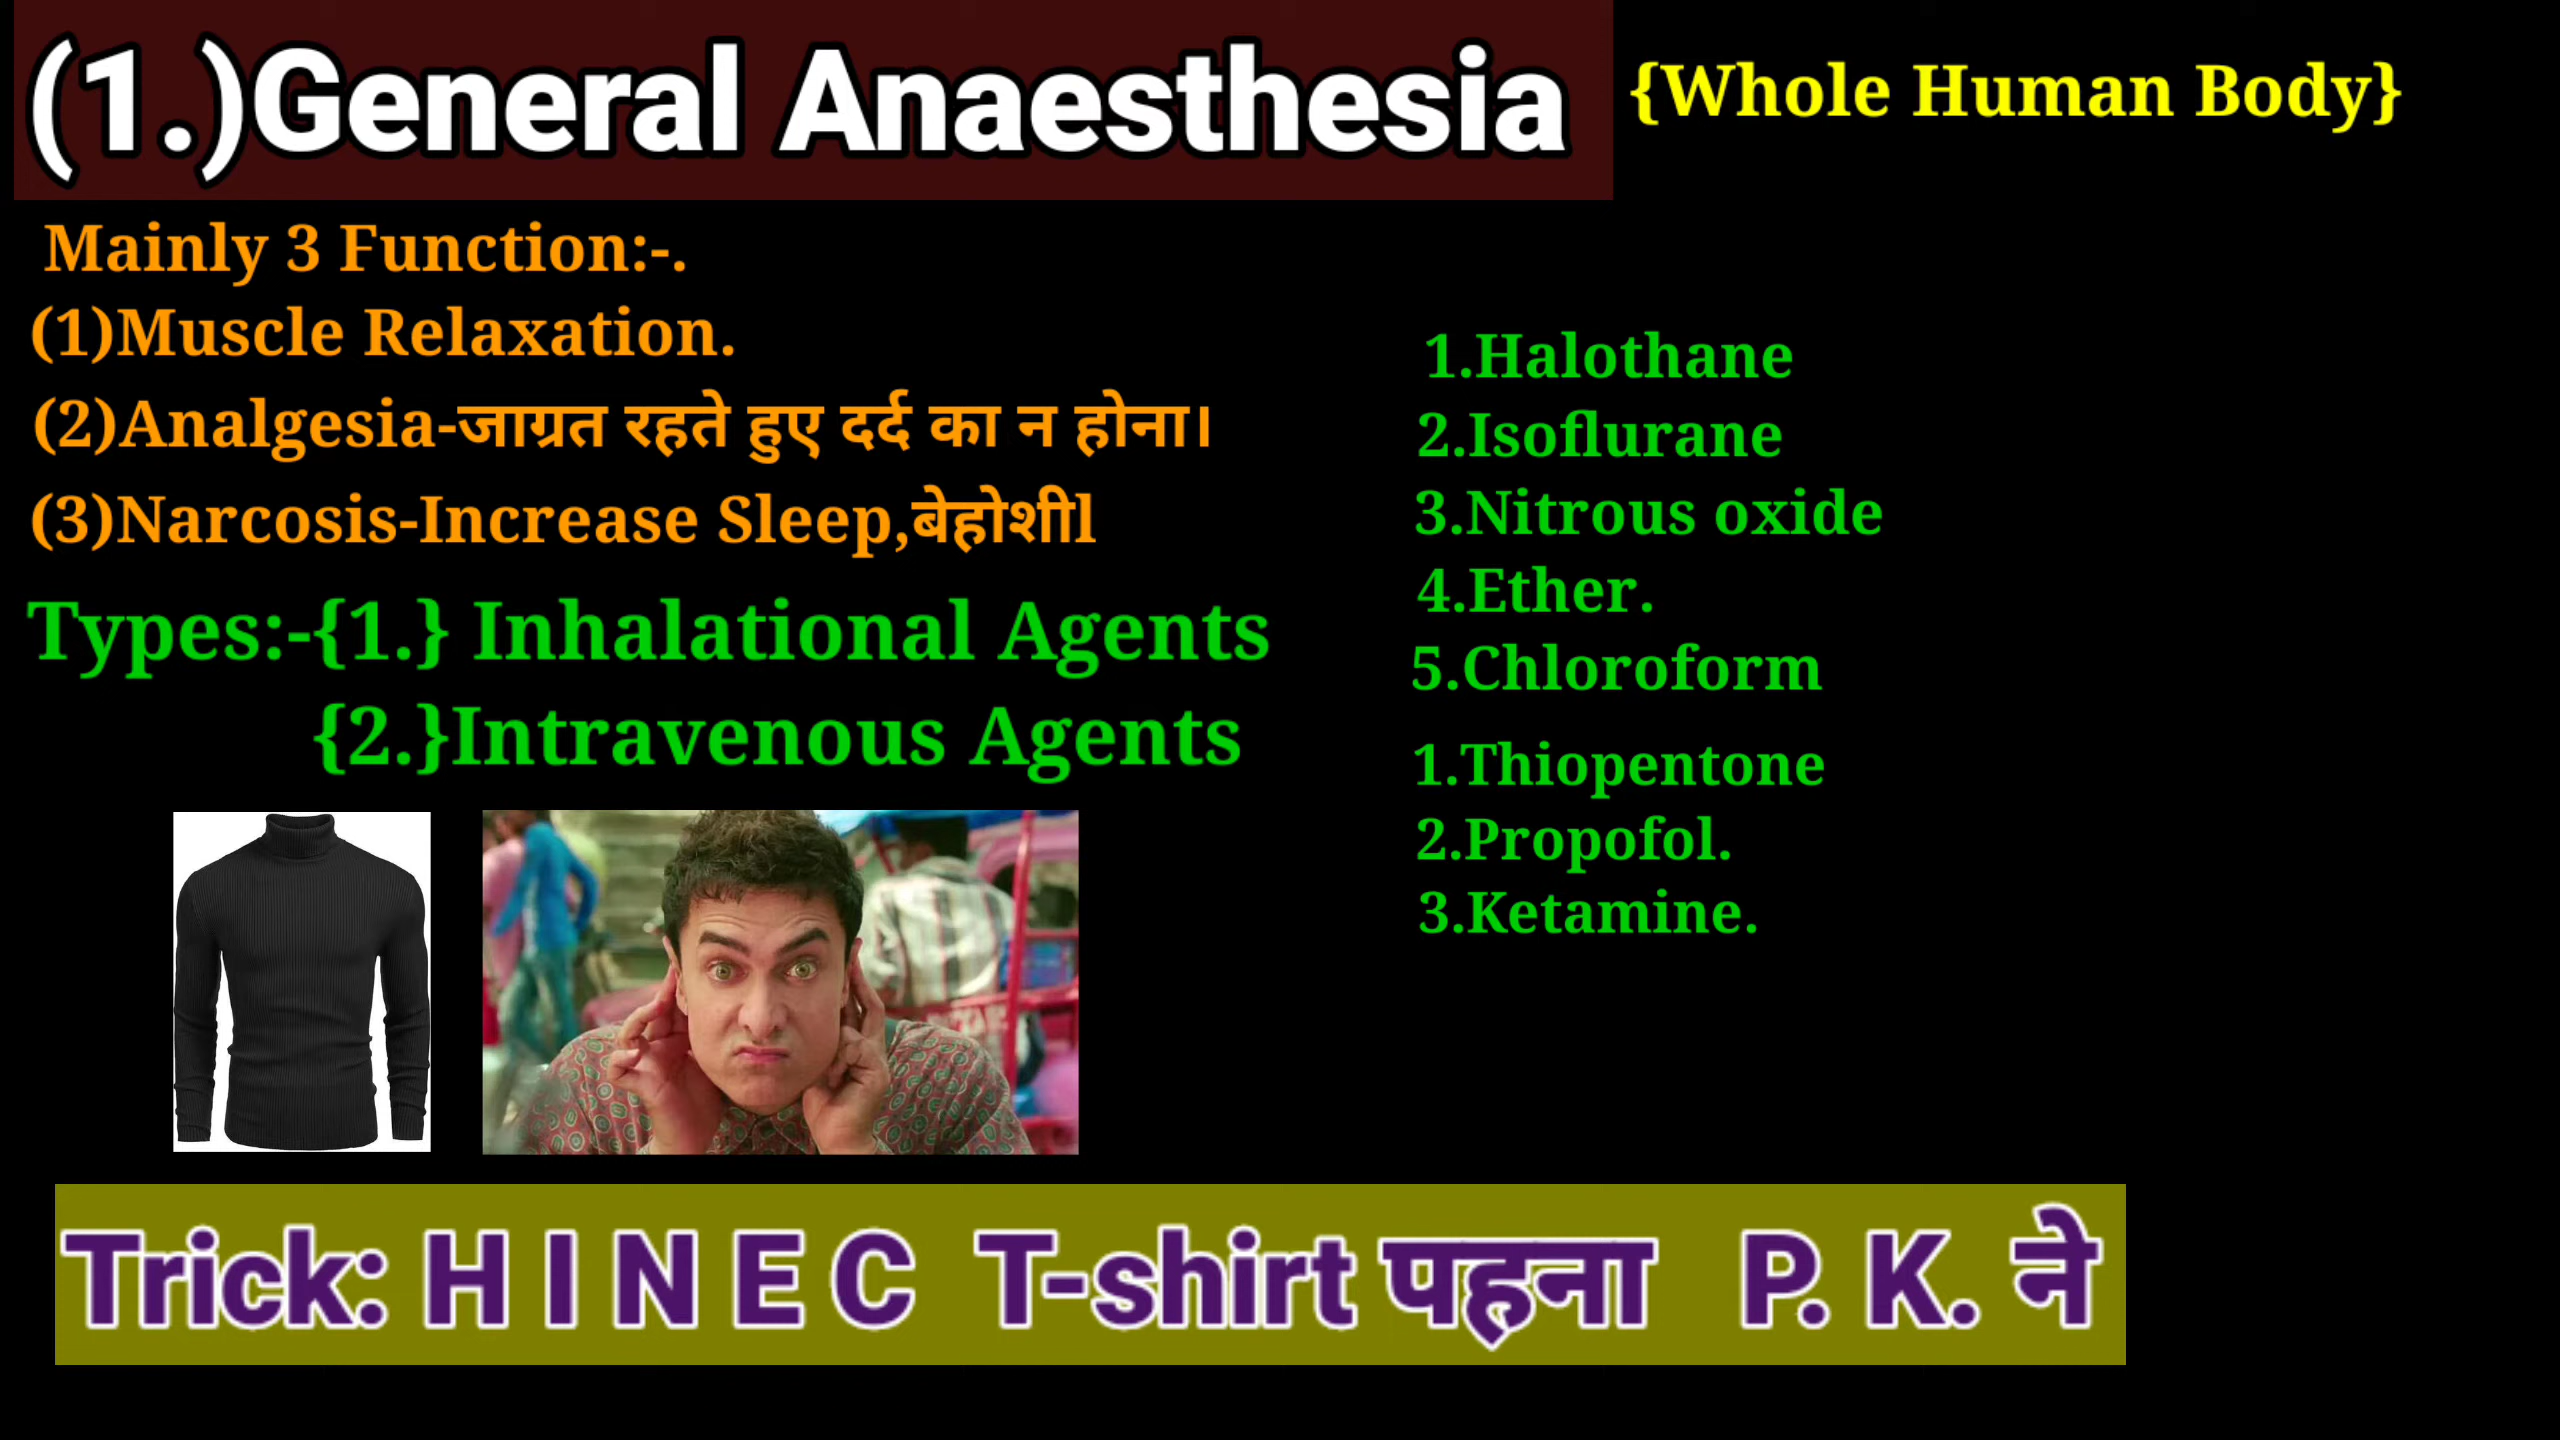 (1.)General Anaesthesia {Whole Human Body}
Mainly 3 Function:-.
(1)Muscle Relaxation.
(2)Analgesia-जाग्रत रहते हुए दर्द का न होना।
(3)Narcosis-Increase Sleep,बेहोशीl
Types:-{1.} Inhalational Agents
{2.}Intravenous Agents
1.Halothane
2.Isoflurane
3.Nitrous oxide
4.Ether.
5.Chloroform
1.Thiopentone
2.Propofol.
3.Ketamine.
Trick: H I N E C T-shirt पहना P. K. ने